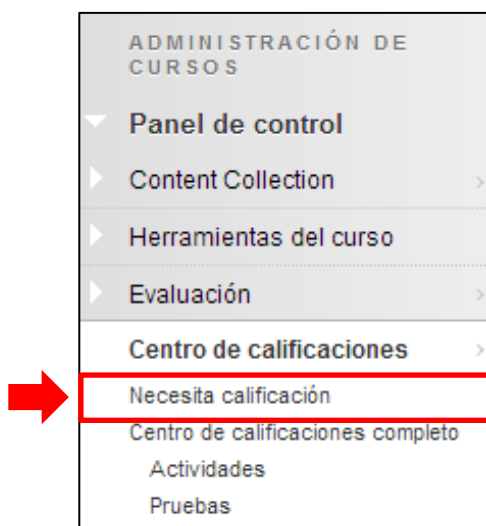 ADMINISTRACIÓN DE
CURSOS
Panel de control
Content Collection
Herramientas del curso
Evaluación
Centro de calificaciones
Necesita calificación
Centro de calificaciones completo
Actividades
Pruebas